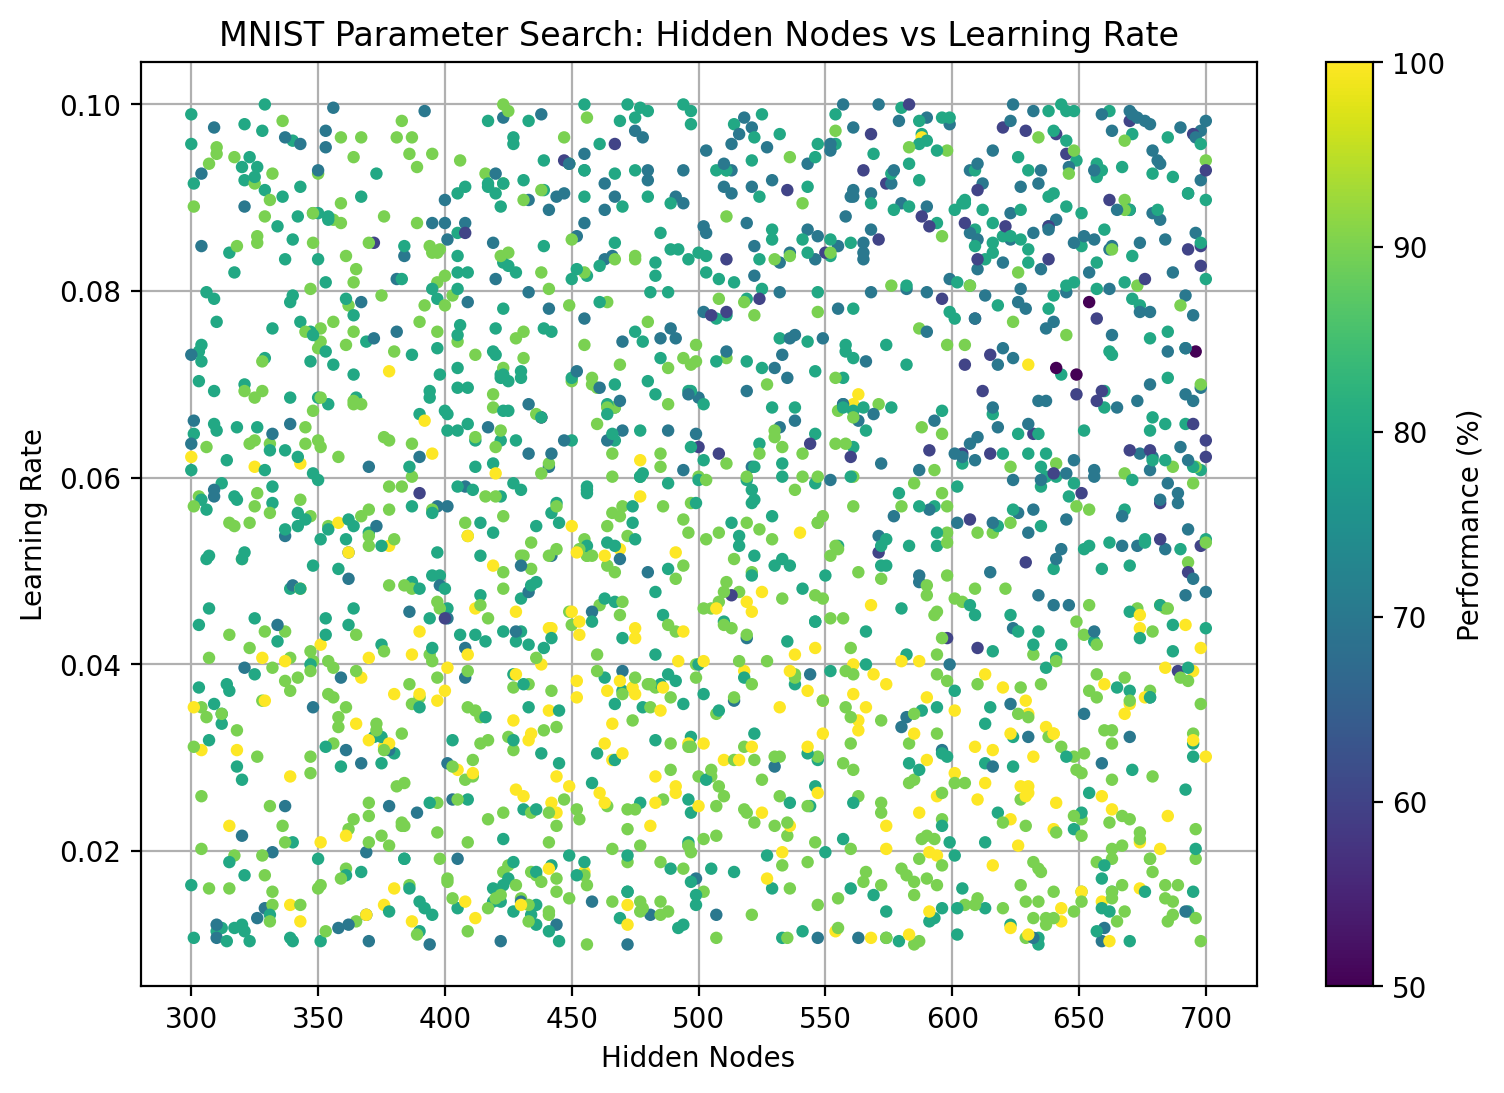 MNIST Parameter Search: Hidden Nodes vs Learning Rate
0.10
0.08
0.06
0.04
0.02
Learning Rate
300 350 400 450 500 550 600 650 700
Hidden Nodes
100
90
80
70
60
50
Performance (%)